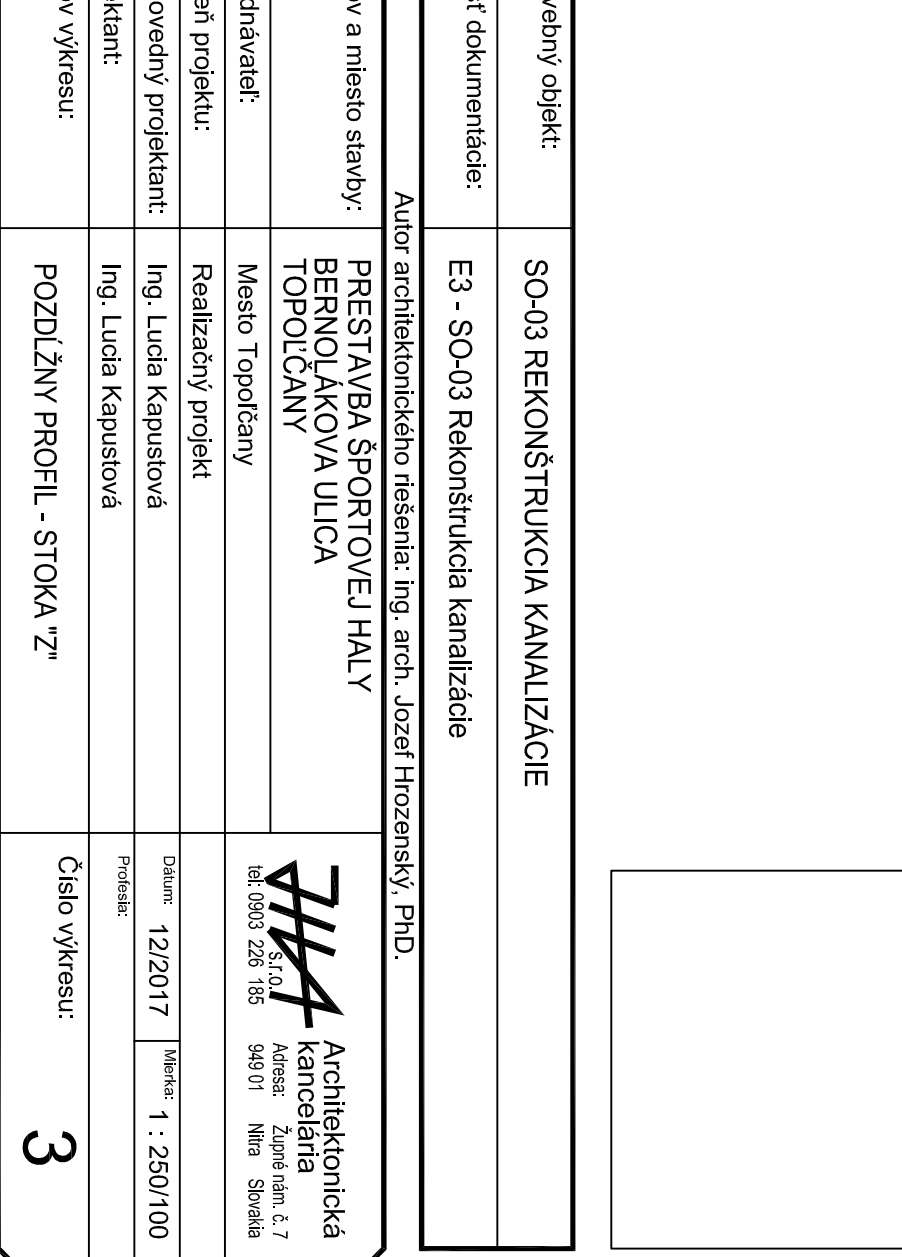 vebný objekt: SO-03 REKONŠTRUKCIA KANALIZÁCIE
sť dokumentácie: E3 - SO-03 Rekonštrukcia kanalizácie
Autor architektonického riešenia: ing. arch. Jozef Hrozenský, PhD.
ov a miesto stavby: PRESTAVBA ŠPORTOVEJ HALY
BERNOLÁKOVA ULICA
TOPOĽČANY
dnávateľ: Mesto Topoľčany
eň projektu: Realizačný projekt
ovedný projektant: Ing. Lucia Kapustová
ektant: Ing. Lucia Kapustová
ov výkresu: POZDĹŽNY PROFIL - STOKA "Z"
s.r.o.
tel: 0903 226 185
Architektonická
kancelária
Adresa: Župné nám. č. 7
949 01 Nitra Slovakia
Dátum: 12/2017 Mierka: 1 : 250/100
Profesia:
Číslo výkresu: 3